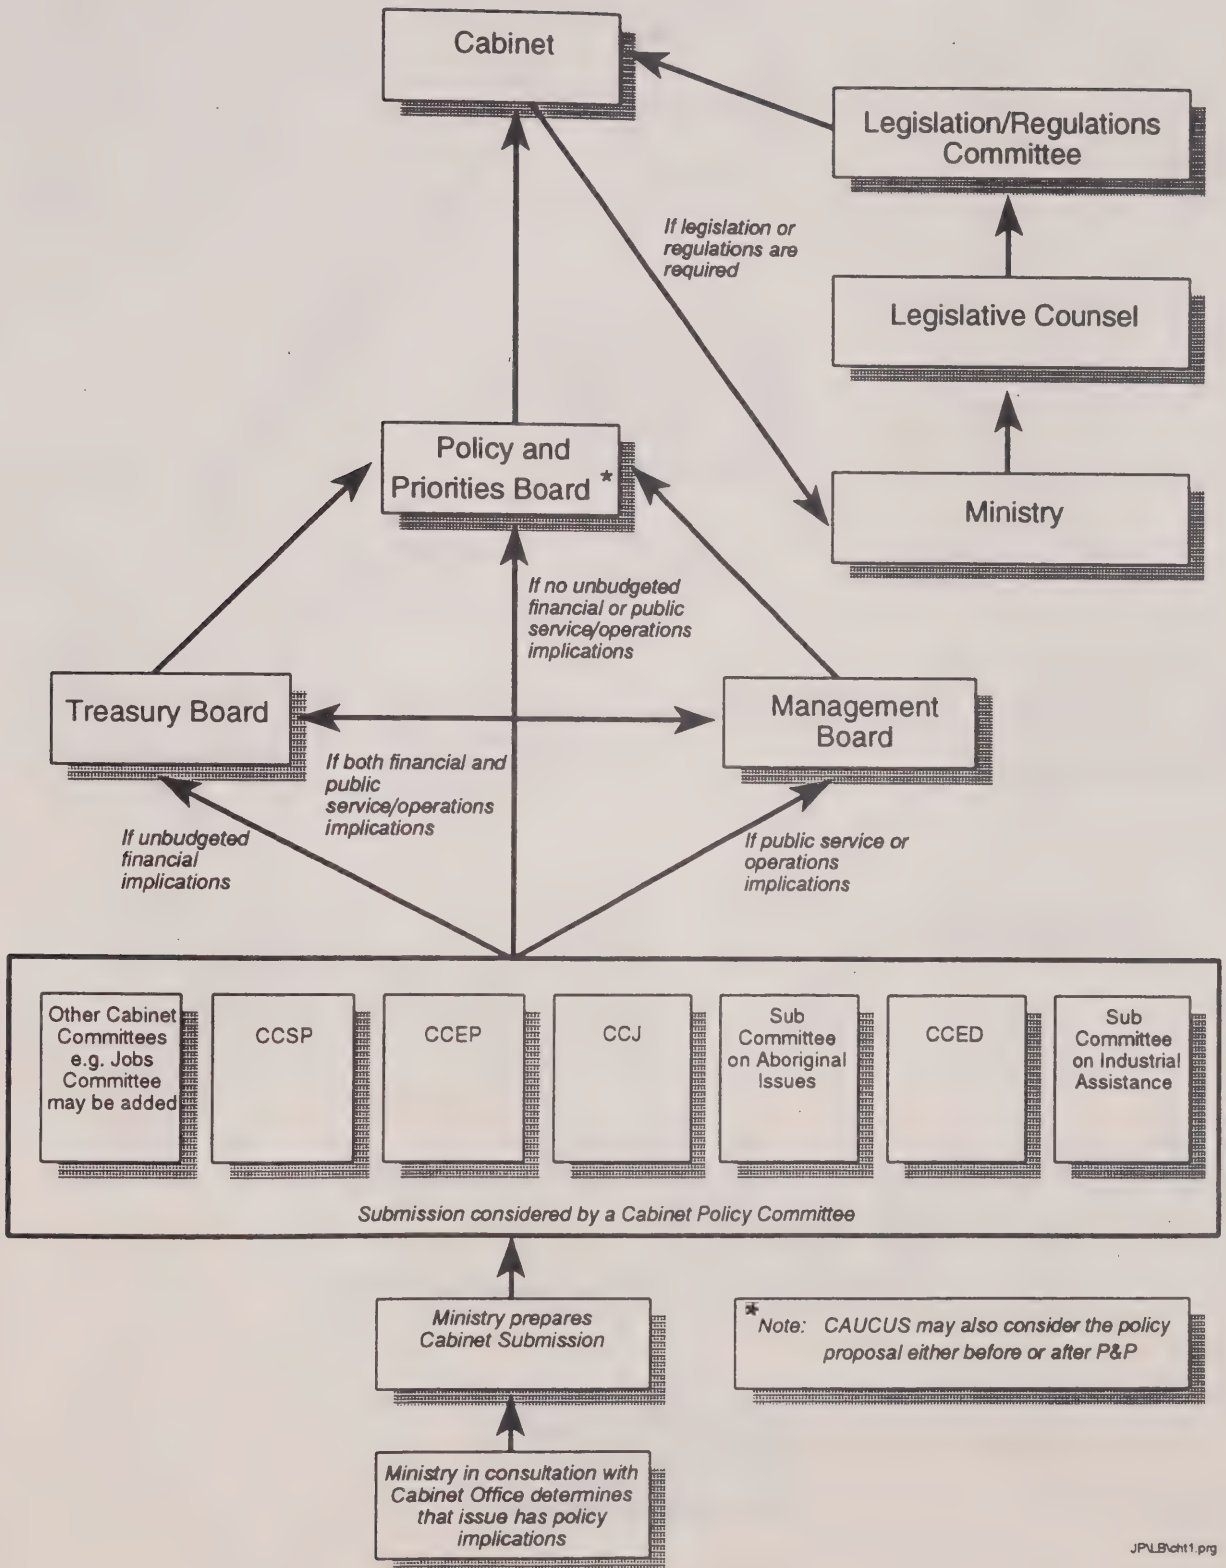 Cabinet
Legislation/Regulations
Committee
If legislation or
regulations are
required
Legislative Counsel
Policy and
Priorities Board *
Ministry
If no unbudgeted
financial or public
service/operations
implications
Treasury Board
Management
Board
If both financial and
public
service/operations
implications
If unbudgeted
financial
implications
If public service or
operations
implications
Other Cabinet
Committees
e.g. Jobs
Committee
may be added
CCSP
CCEP
CCJ
Sub
Committee
on Aboriginal
Issues
CCED
Sub
Committee
on Industrial
Assistance
Submission considered by a Cabinet Policy Committee
Ministry prepares
Cabinet Submission
*Note: CAUCUS may also consider the policy
proposal either before or after P&P
Ministry in consultation with
Cabinet Office determines
that issue has policy
implications
JP\LB\cht1.prg